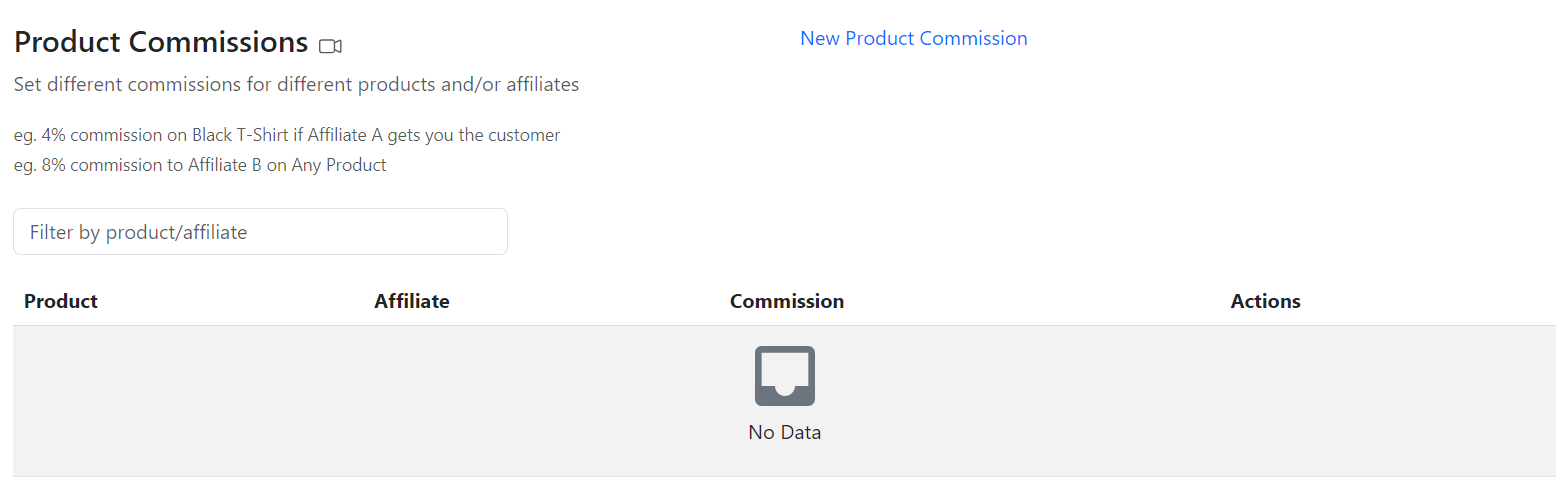 Product Commissions
New Product Commission
Set different commissions for different products and/or affiliates
eg. 4% commission on Black T-Shirt if Affiliate A gets you the customer
eg. 8% commission to Affiliate B on Any Product
Filter by product/affiliate
Product Affiliate Commission Actions
No Data